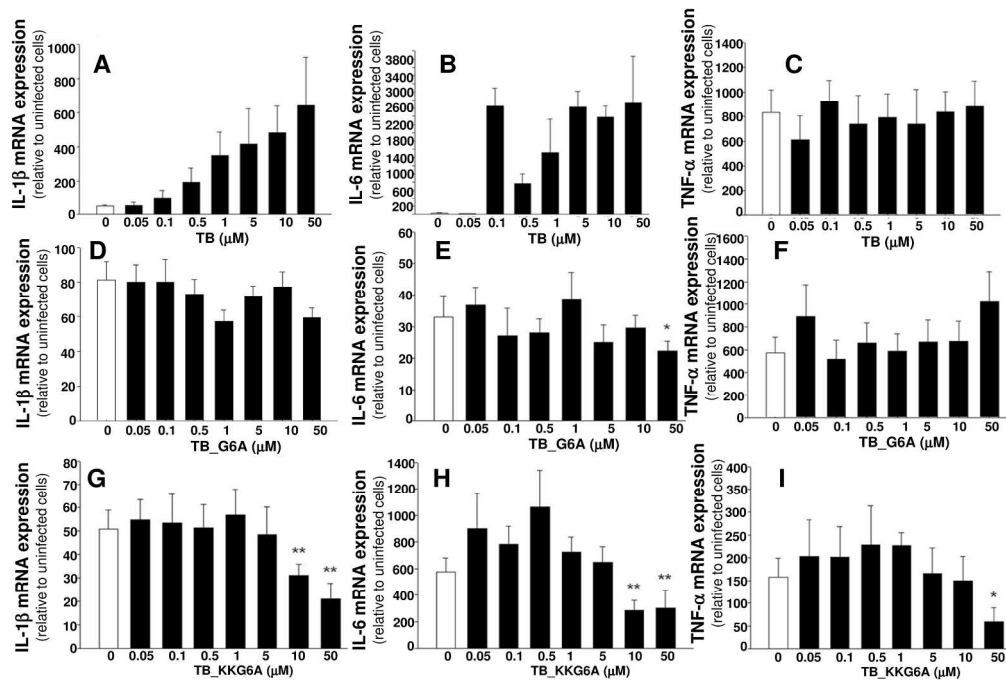 A
IL-1β mRNA expression
(relative to uninfected cells)
1000
800
600
400
200
0
0 0.05 0.1 0.5 1 5 10 50
TB (μM)
B
IL-6 mRNA expression
(relative to uninfected cells)
3800
3400
3000
2600
2200
1800
1400
1000
600
200
0 0.05 0.1 0.5 1 5 10 50
TB (μM)
C
TNF-α mRNA expression
(relative to uninfected cells)
1400
1200
1000
800
600
400
200
0
0 0.05 0.1 0.5 1 5 10 50
TB (μM)
D
IL-1β mRNA expression
(relative to uninfected cells)
100
80
60
40
20
0
0 0.05 0.1 0.5 1 5 10 50
TB_G6A (μM)
E
IL-6 mRNA expression
(relative to uninfected cells)
60
50
40
30
20
10
0
*
0 0.05 0.1 0.5 1 5 10 50
TB_G6A (μM)
F
TNF-α mRNA expression
(relative to uninfected cells)
1600
1400
1200
1000
800
600
400
200
0
0 0.05 0.1 0.5 1 5 10 50
TB_G6A (μM)
G
IL-1β mRNA expression
(relative to uninfected cells)
80
70
60
50
40
30
20
10
0
** **
0 0.05 0.1 0.5 1 5 10 50
TB_KKG6A (μM)
H
IL-6 mRNA expression
(relative to uninfected cells)
1400
1200
1000
800
600
400
200
0
** **
0 0.05 0.1 0.5 1 5 10 50
TB_KKG6A (μM)
I
TNF-α mRNA expression
(relative to uninfected cells)
400
350
300
250
200
150
100
50
0
*
0 0.05 0.1 0.5 1 5 10 50
TB_KKG6A (μM)